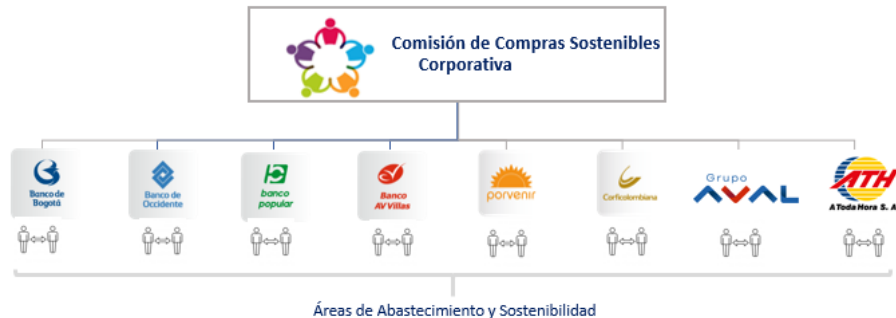 Comisión de Compras Sostenibles
Corporativa
Banco de
Bogotá
Banco de
Occidente
banco
popular
Banco
AV Villas
porvenir
Corficolombiana
Grupo
AVAL
ATH
A Toda Hora S. A
Áreas de Abastecimiento y Sostenibilidad